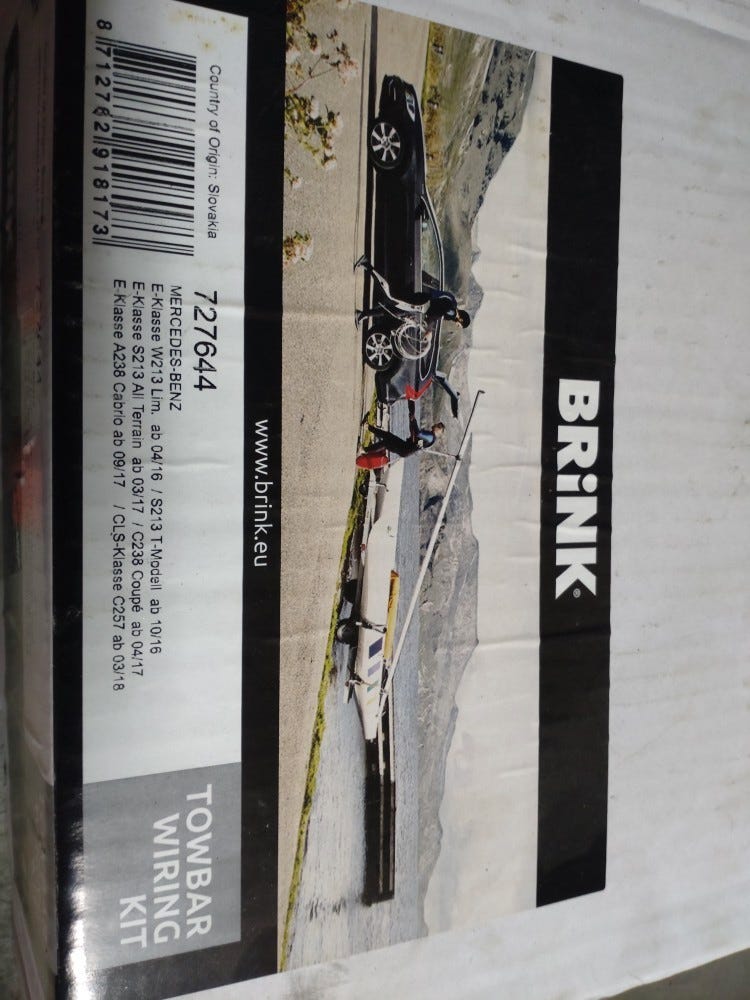 BRiNK®
www.brink.eu
Country of Origin: Slovakia
8 712762 918173
727644
MERCEDES-BENZ
E-Klasse W213 Lim. ab 04/16 / S213 T-Modell ab 10/16
E-Klasse S213 All Terrain ab 03/17 / C238 Coupé ab 04/17
E-Klasse A238 Cabrio ab 09/17 / CLS-Klasse C257 ab 03/18
TOWBAR
WIRING
KIT